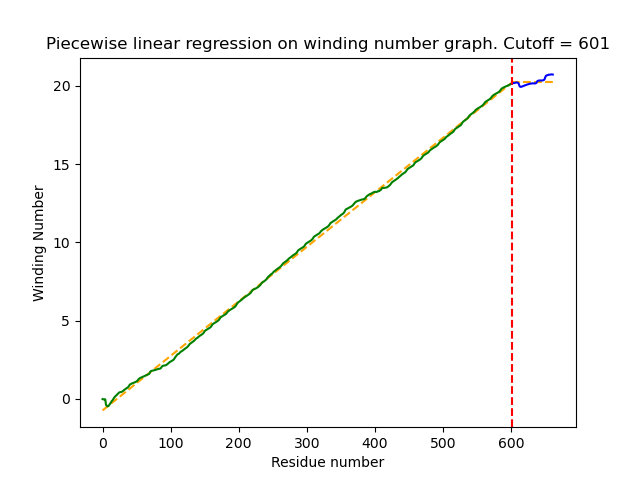 Piecewise linear regression on winding number graph. Cutoff = 601
20
15
10
5
0
Winding Number
0 100 200 300 400 500 600
Residue number